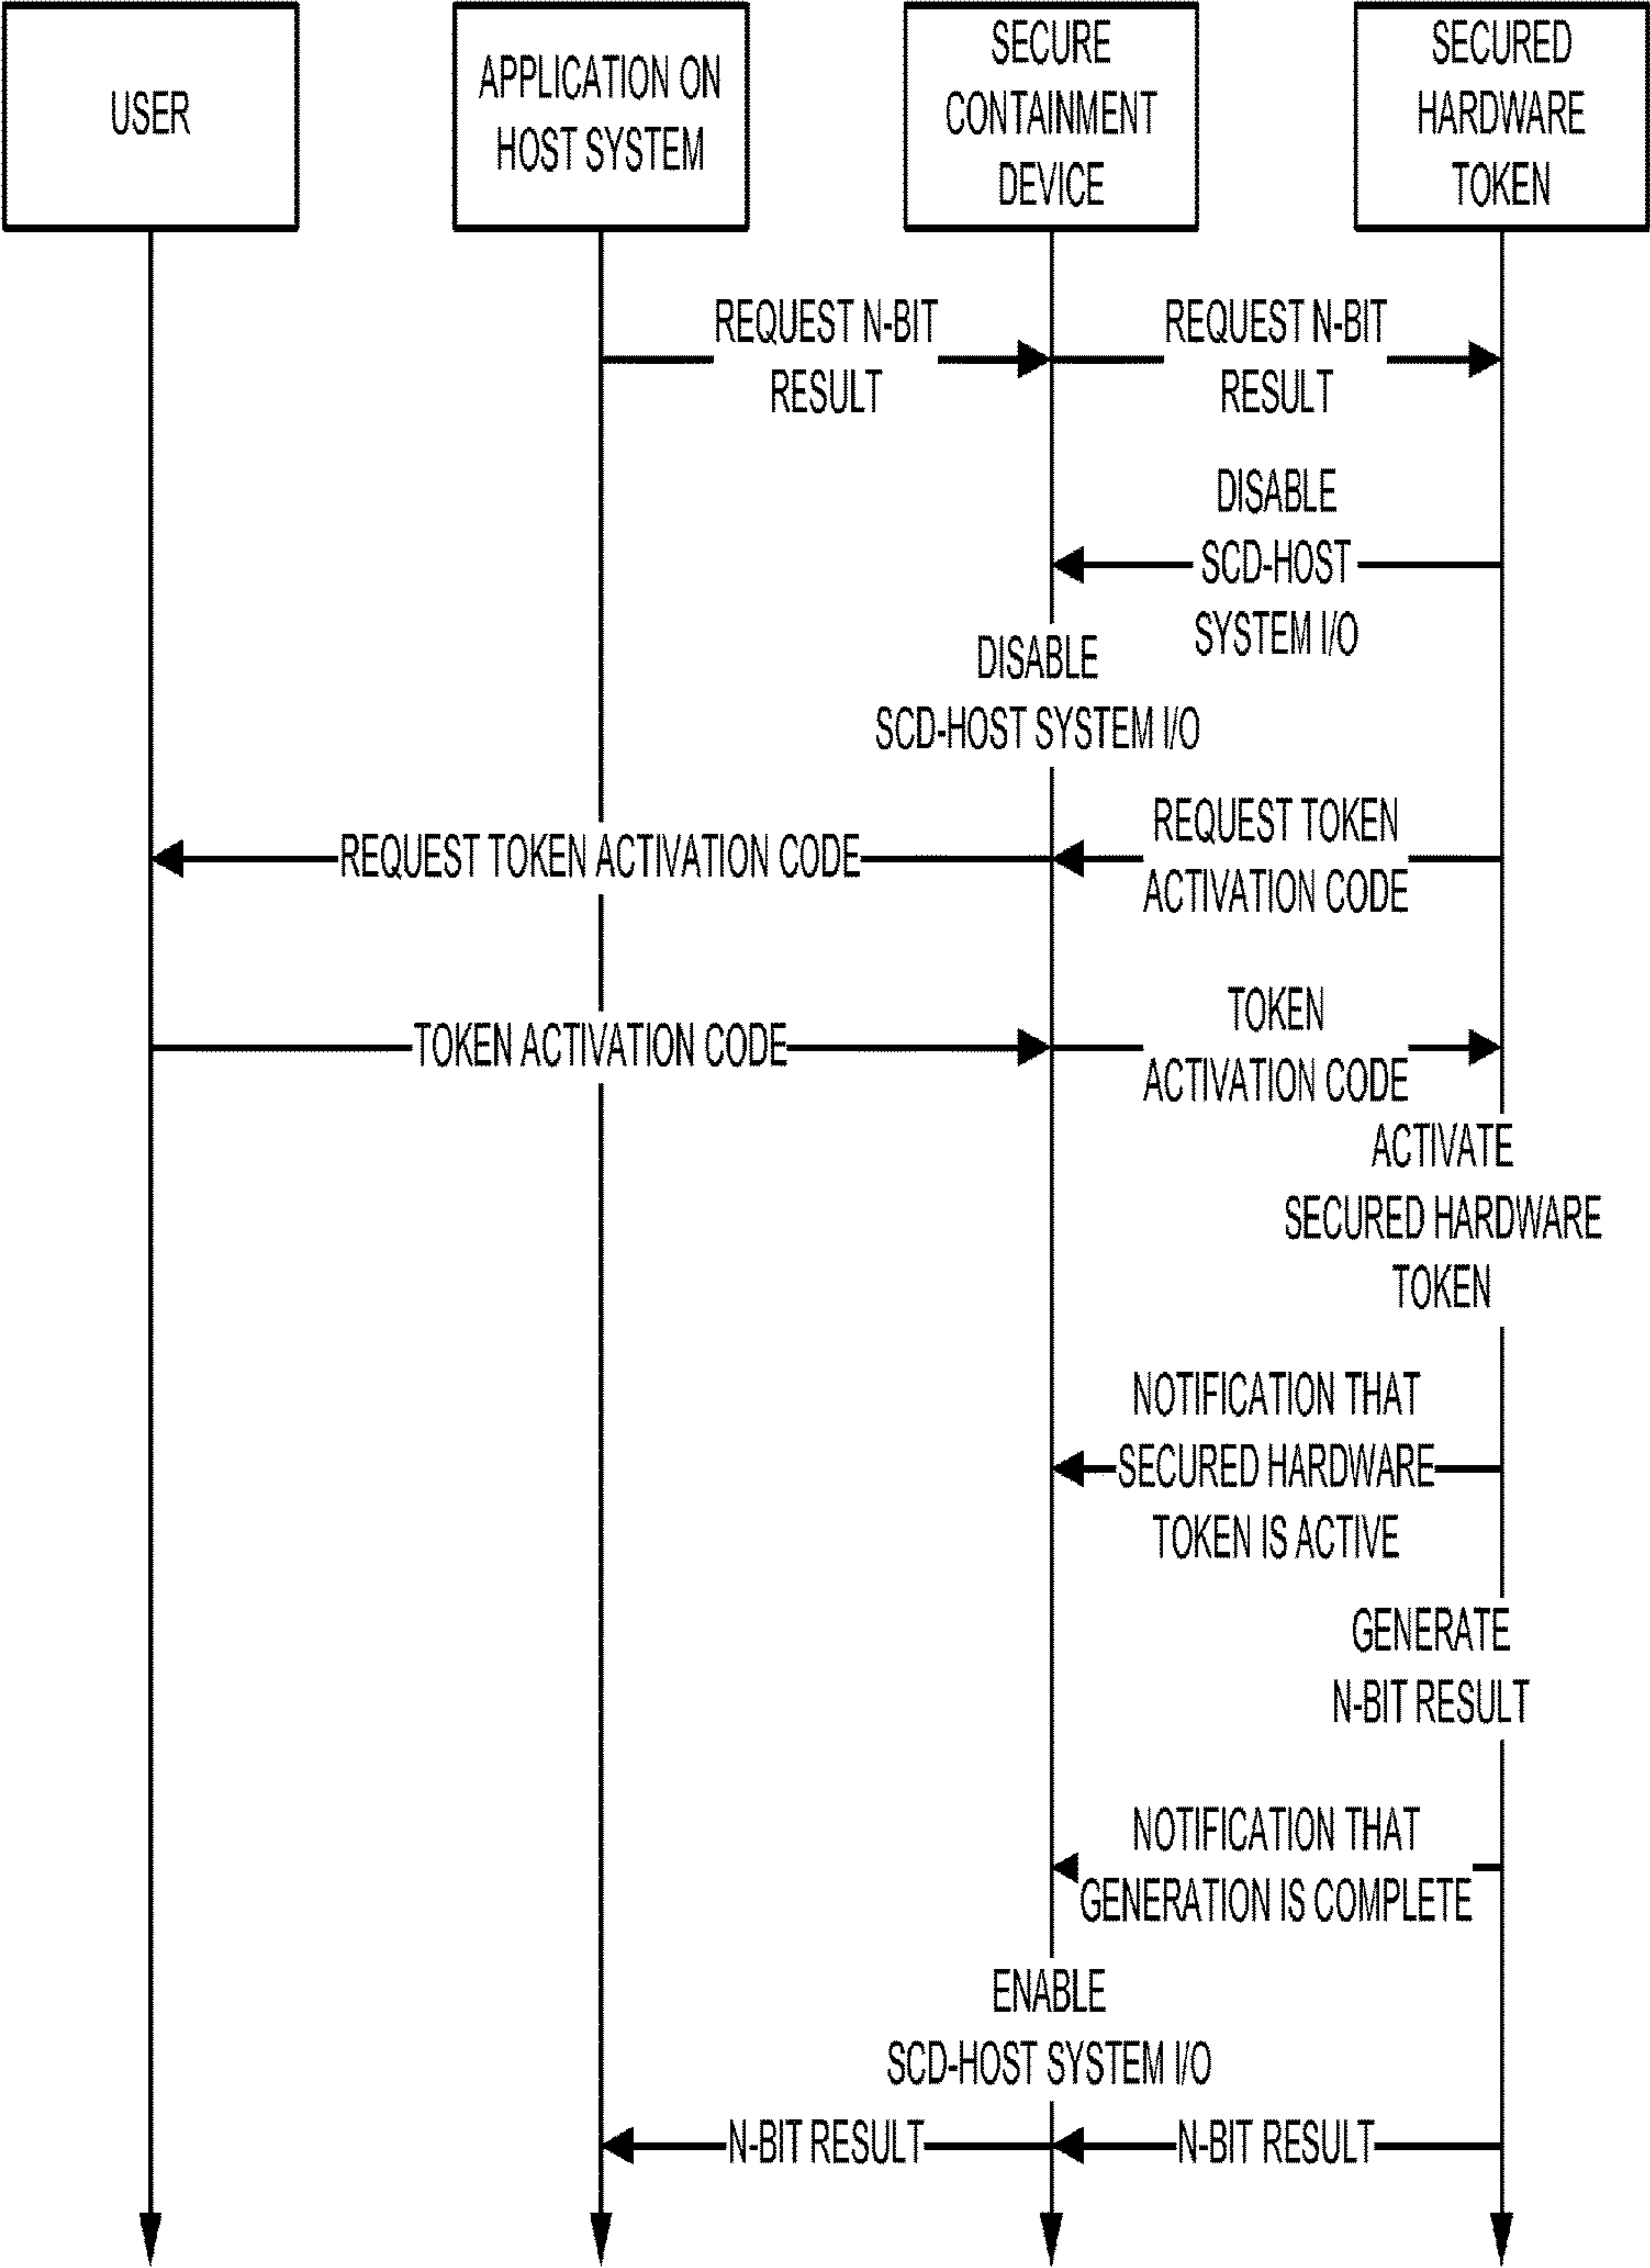 USER
APPLICATION ON
HOST SYSTEM
SECURE
CONTAINMENT
DEVICE
SECURED
HARDWARE
TOKEN
REQUEST N-BIT
RESULT
REQUEST N-BIT
RESULT
DISABLE
SCD-HOST
SYSTEM I/O
DISABLE
SCD-HOST SYSTEM I/O
REQUEST TOKEN
ACTIVATION CODE
REQUEST TOKEN ACTIVATION CODE
TOKEN ACTIVATION CODE
TOKEN
ACTIVATION CODE
ACTIVATE
SECURED HARDWARE
TOKEN
NOTIFICATION THAT
SECURED HARDWARE
TOKEN IS ACTIVE
GENERATE
N-BIT RESULT
NOTIFICATION THAT
GENERATION IS COMPLETE
ENABLE
SCD-HOST SYSTEM I/O
N-BIT RESULT
N-BIT RESULT